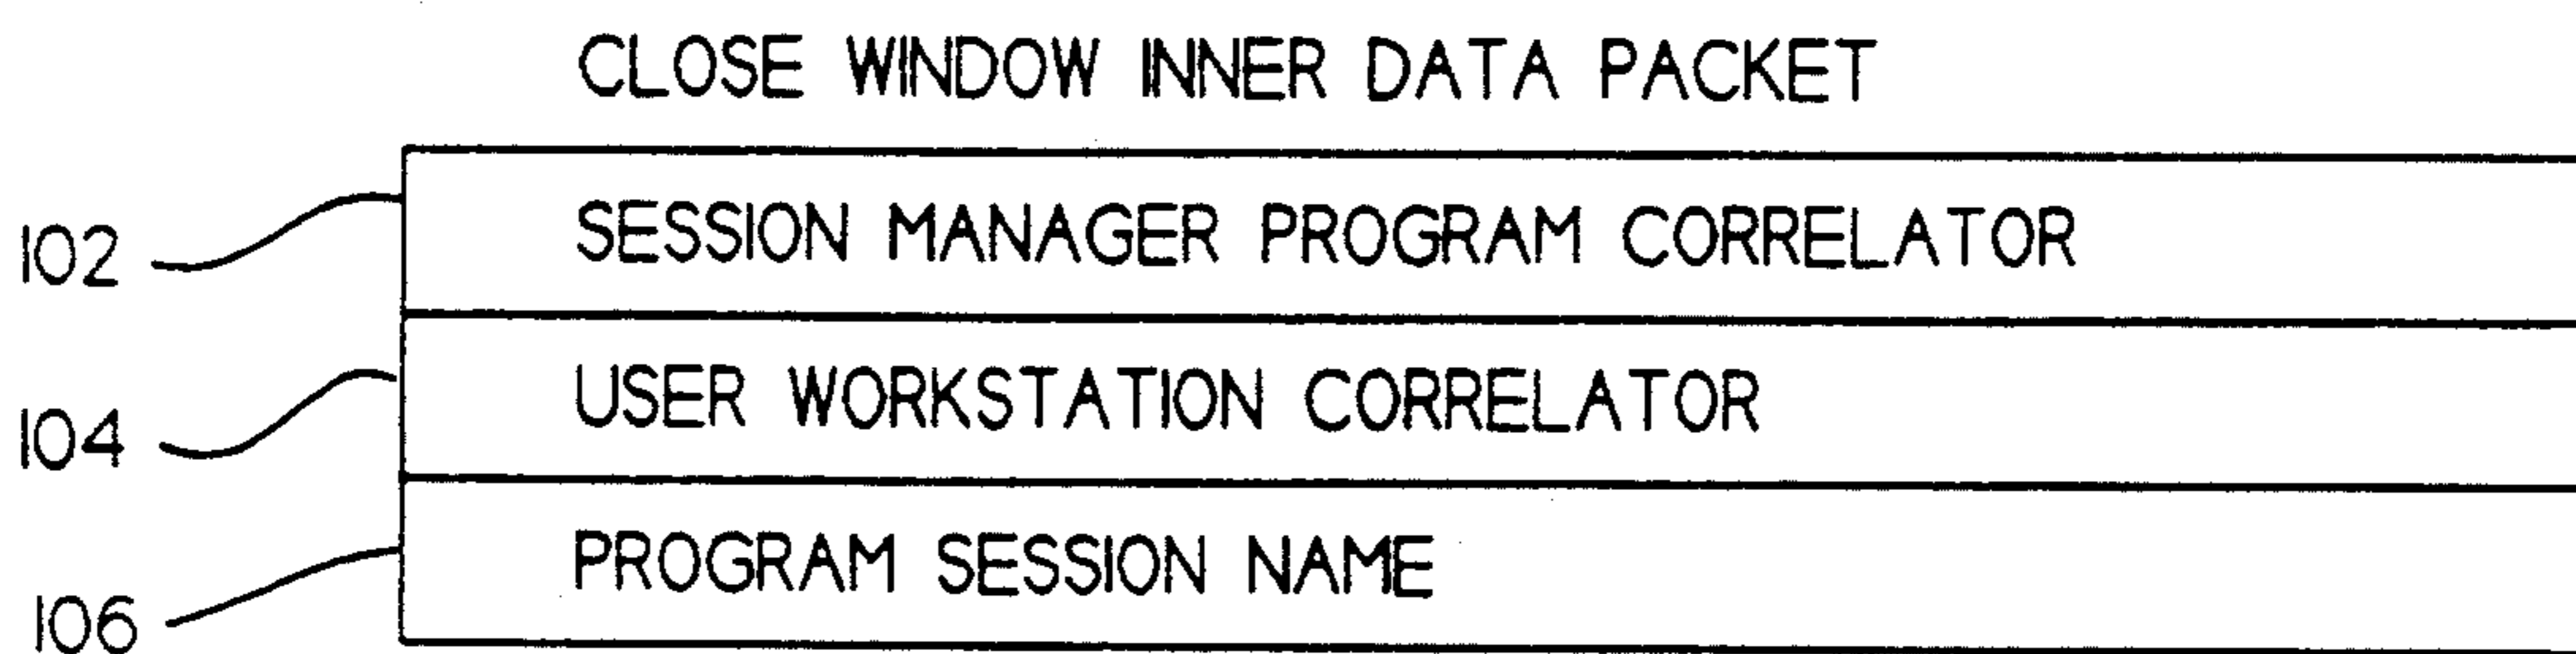 CLOSE WINDOW INNER DATA PACKET
102 SESSION MANAGER PROGRAM CORRELATOR
104 USER WORKSTATION CORRELATOR
106 PROGRAM SESSION NAME